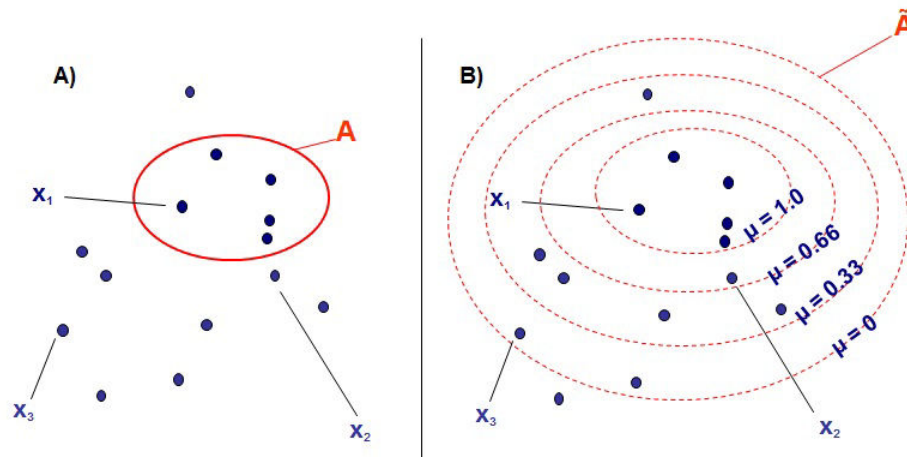 A)
A
x₁
x₃
x₂
B)
Ã
x₁
μ = 1.0
μ = 0.66
μ = 0.33
μ = 0
x₃
x₂